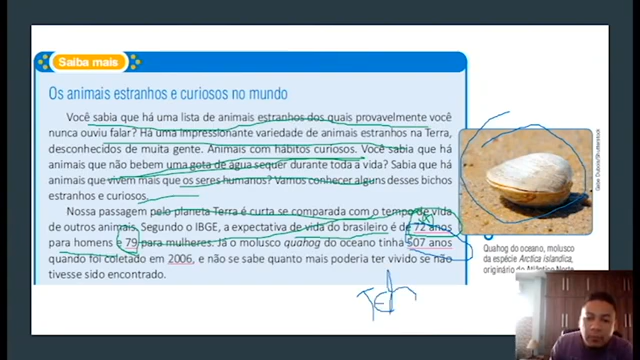 Saiba mais
Os animais estranhos e curiosos no mundo
Você sabia que há uma lista de animais estranhos dos quais provavelmente você
nunca ouviu falar? Há uma impressionante variedade de animais estranhos na Terra,
desconhecidos de muita gente. Animais com hábitos curiosos. Você sabia que há
animais que não bebem uma gota de água sequer durante toda a vida? Sabia que há
animais que vivem mais que os seres humanos? Vamos conhecer alguns desses bichos
estranhos e curiosos.
Nossa passagem pelo planeta Terra é curta se comparada com o tempo de vida
de outros animais. Segundo o IBGE, a expectativa de vida do brasileiro é de 72 anos
para homens e 79 para mulheres. Já o molusco quahog do oceano tinha 507 anos
quando foi coletado em 2006, e não se sabe quanto mais poderia ter vivido se não
tivesse sido encontrado.
Quahog do oceano, molusco
da espécie Arctica islandica,
originário do Atlântico Norte